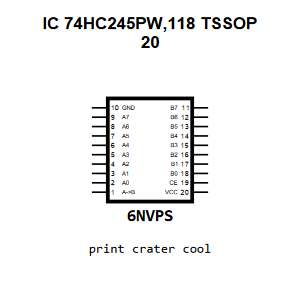 IC 74HC245PW,118 TSSOP
20
10 GND B7 11
9 A7 B6 12
8 A6 B5 13
7 A5 B4 14
6 A4 B3 15
5 A3 B2 16
4 A2 B1 17
3 A1 B0 18
2 A0 CE 19
1 A->B VCC 20
6NVPS
print crater cool